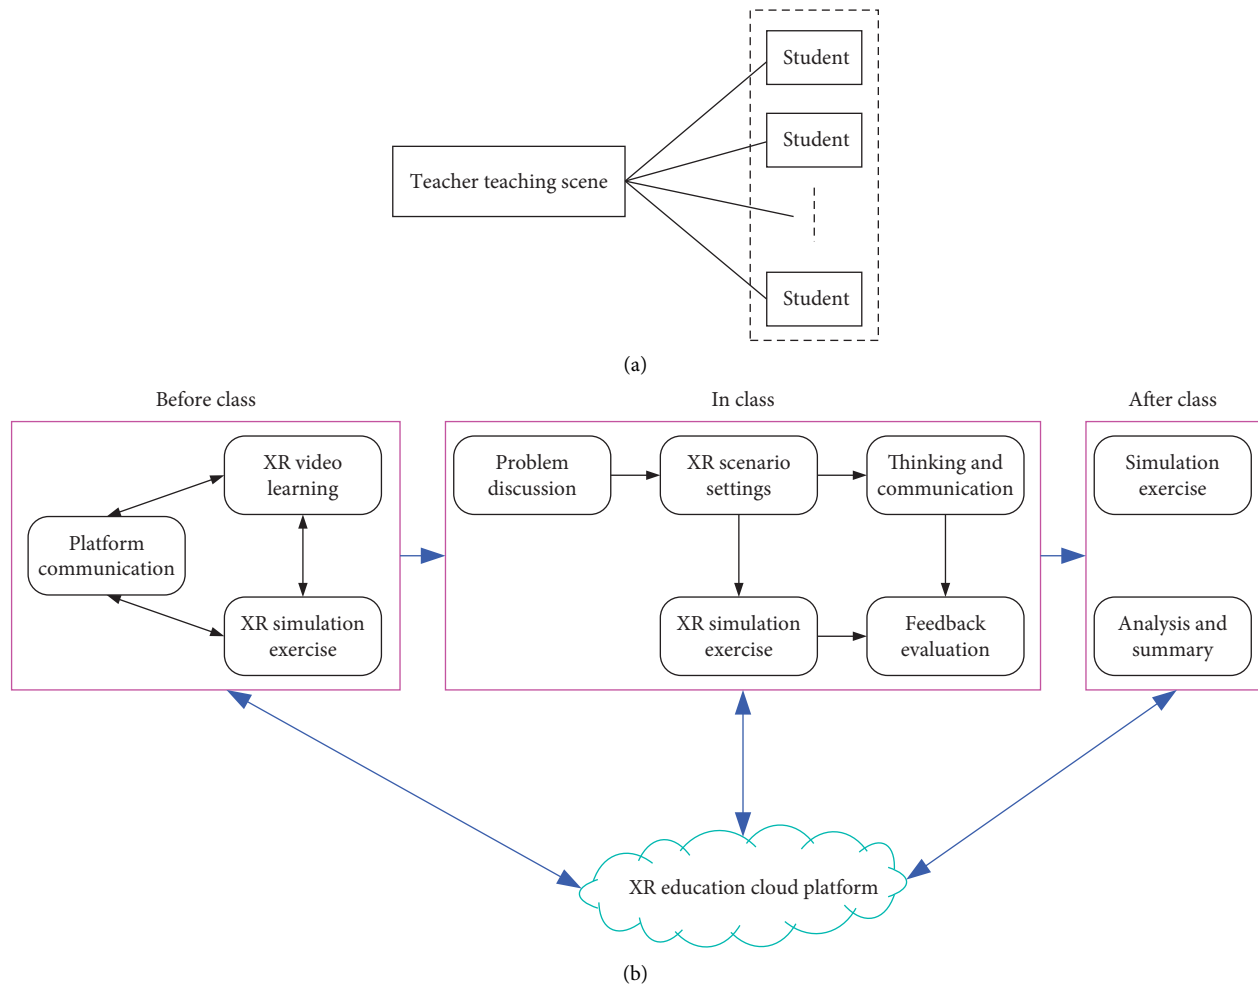 Student
Student
Teacher teaching scene
Student
(a)
Before class
In class
After class
XR video
learning
Platform
communication
XR simulation
exercise
Problem
discussion
XR scenario
settings
Thinking and
communication
XR simulation
exercise
Feedback
evaluation
Simulation
exercise
Analysis and
summary
XR education cloud platform
(b)